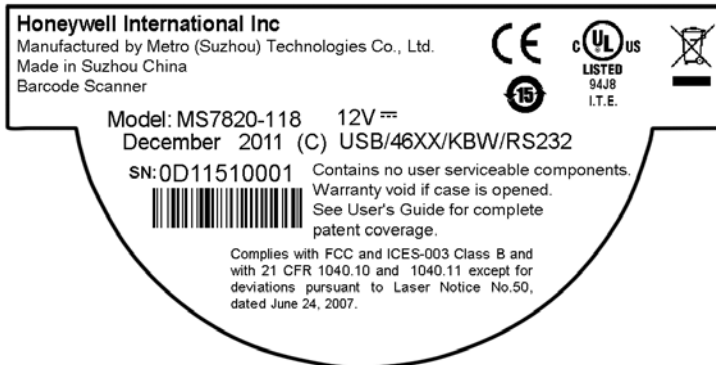 Honeywell International Inc
Manufactured by Metro (Suzhou) Technologies Co., Ltd.
Made in Suzhou China
Barcode Scanner
CE
C UL US
LISTED
94J8
I.T.E.
15
Model: MS7820-118 12V
December 2011 (C) USB/46XX/KBW/RS232
SN: 0D11510001
Contains no user serviceable components.
Warranty void if case is opened.
See User's Guide for complete
patent coverage.
Complies with FCC and ICES-003 Class B and
with 21 CFR 1040.10 and 1040.11 except for
deviations pursuant to Laser Notice No.50,
dated June 24, 2007.